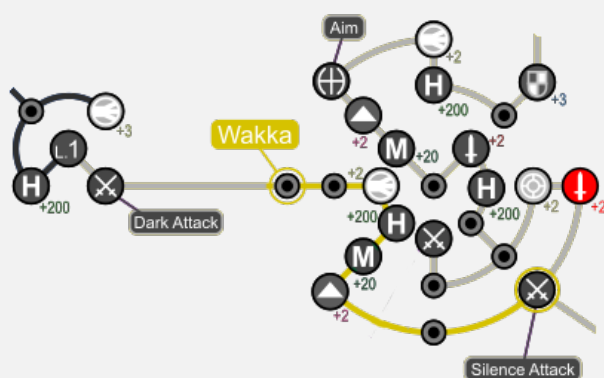 Aim
+2
H
+200
+3
+2
M
+20
+2
+3
L.1
Wakka
H
+200
Dark Attack
+2
H
+200
+2
+2
+200
H
M
+20
+2
Silence Attack